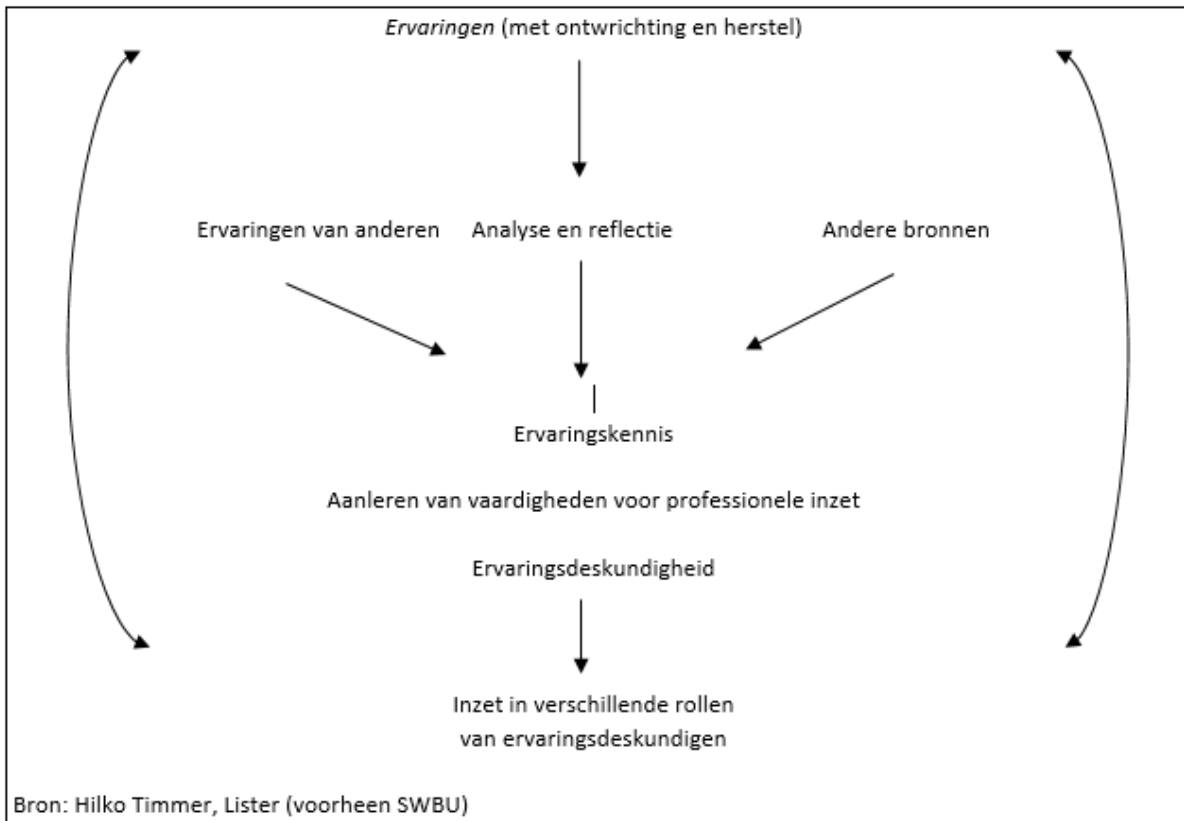 Ervaringen (met ontwrichting en herstel)
Ervaringen van anderen Analyse en reflectie Andere bronnen
Ervaringskennis
Aanleren van vaardigheden voor professionele inzet
Ervaringsdeskundigheid
Inzet in verschillende rollen
van ervaringsdeskundigen
Bron: Hilko Timmer, Lister (voorheen SWBU)